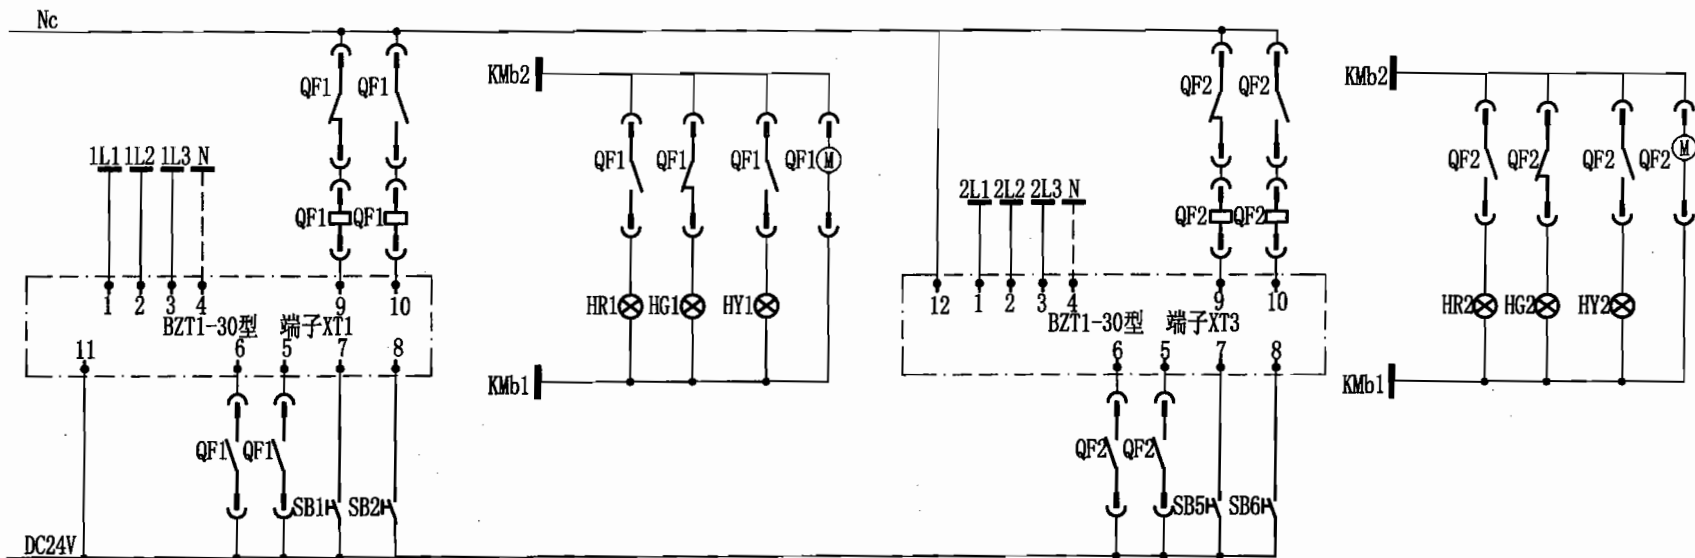 Nc
KMb2
KMb2
QF1 QF1
QF2 QF2
1L1 1L2 1L3 N
QF1 QF1 QF1 QF1 M
QF2 QF2 QF2 QF2 M
2L1 2L2 2L3 N
QF1 QF1
QF2 QF2
1 2 3 4 9 10
HR1 HG1 HY1
12 1 2 3 4 9 10
HR2 HG2 HY2
BZT1-30型 端子XT1
BZT1-30型 端子XT3
11 6 5 7 8
6 5 7 8
KMb1
KMb1
QF1 QF1
QF2 QF2
SB1 SB2
SB5 SB6
DC24V